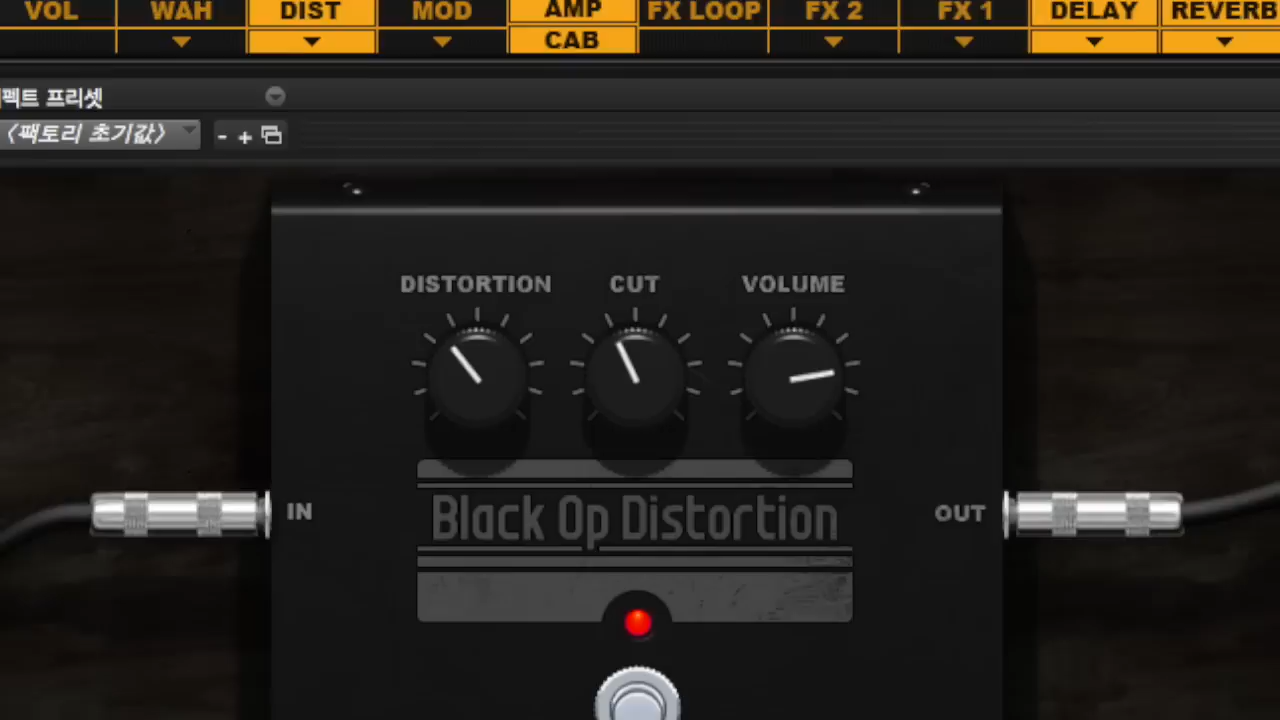 VOL WAH DIST MOD AMP FX LOOP FX 2 FX 1 DELAY REVERB
CAB
펙트 프리셋
〈팩토리 초기값〉 - +
DISTORTION CUT VOLUME
IN Black Op Distortion OUT